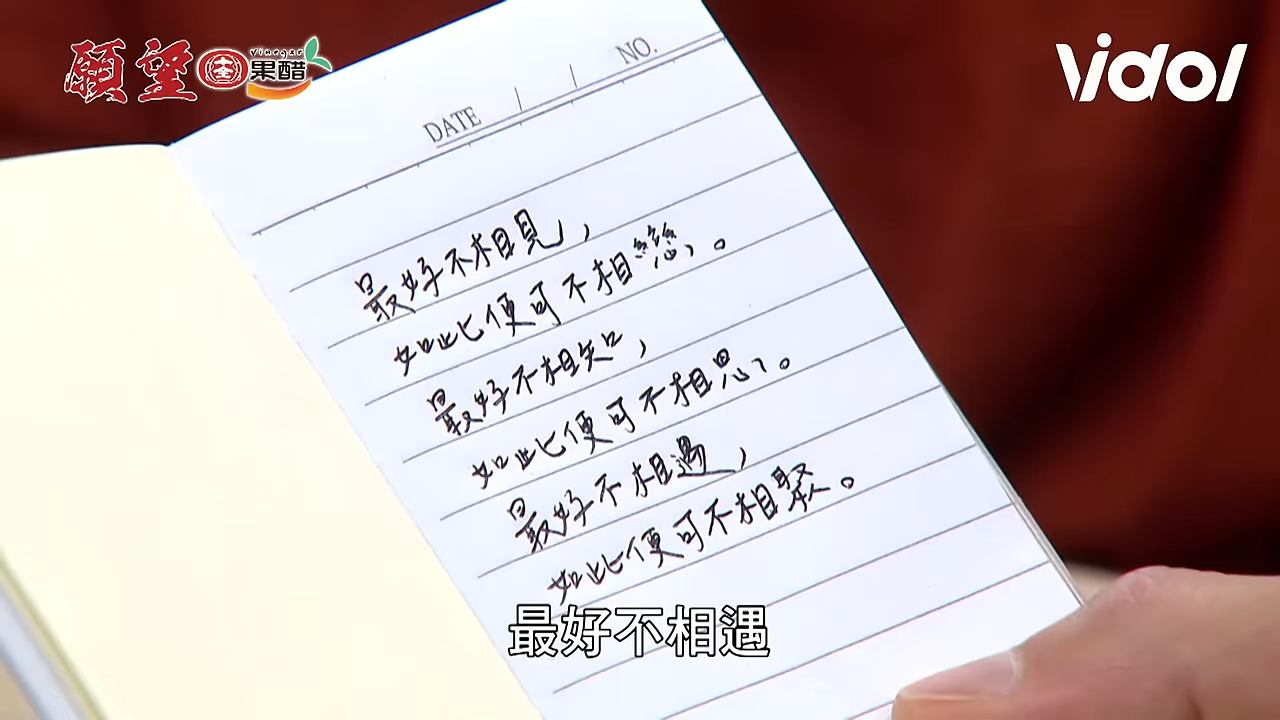 願望
果醋
Vinegar
Vidol
DATE / / NO.
最好不相見，
如此便可不相戀。
最好不相知，
如此便可不相思。
最好不相遇，
如此便可不相聚。
最好不相遇